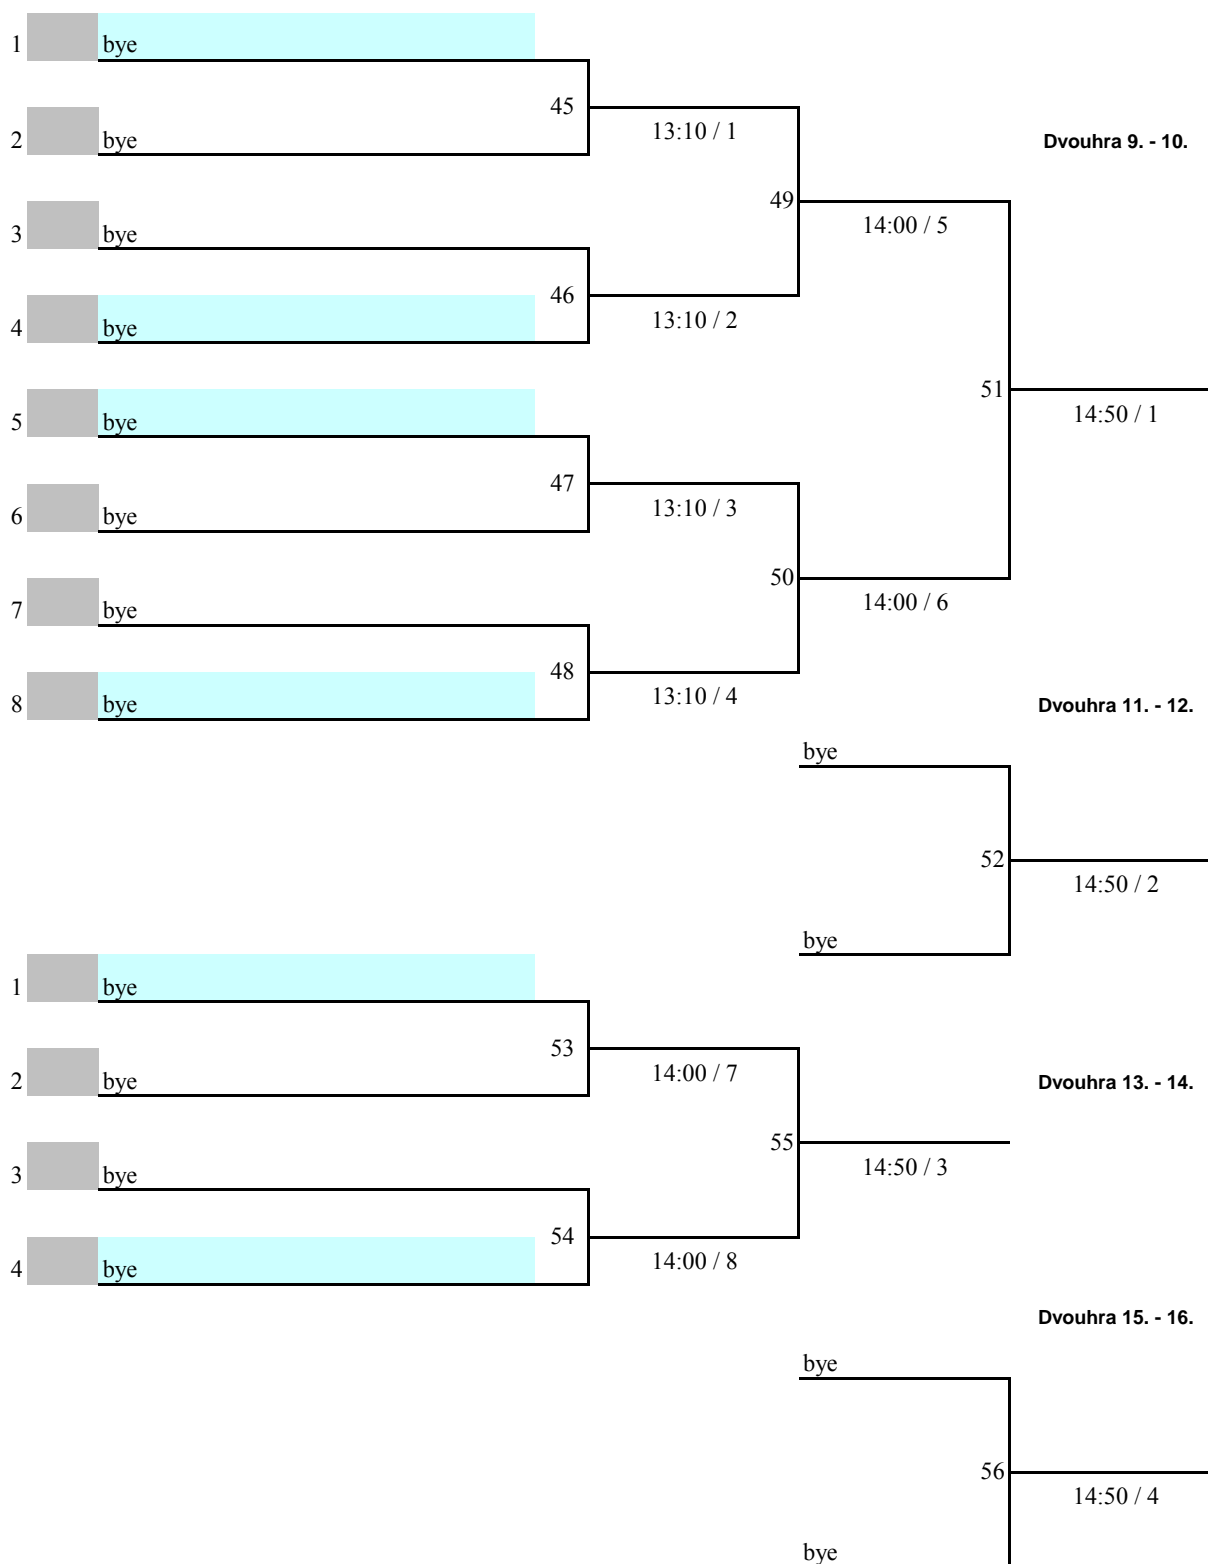 1 bye
45
13:10 / 1
2 bye
Dvouhra 9. - 10.
49
14:00 / 5
3 bye
46
13:10 / 2
4 bye
51
14:50 / 1
5 bye
47
13:10 / 3
6 bye
50
14:00 / 6
7 bye
48
13:10 / 4
8 bye
Dvouhra 11. - 12.
bye
52
14:50 / 2
bye
1 bye
53
14:00 / 7
2 bye
Dvouhra 13. - 14.
55
14:50 / 3
3 bye
54
14:00 / 8
4 bye
Dvouhra 15. - 16.
bye
56
14:50 / 4
bye